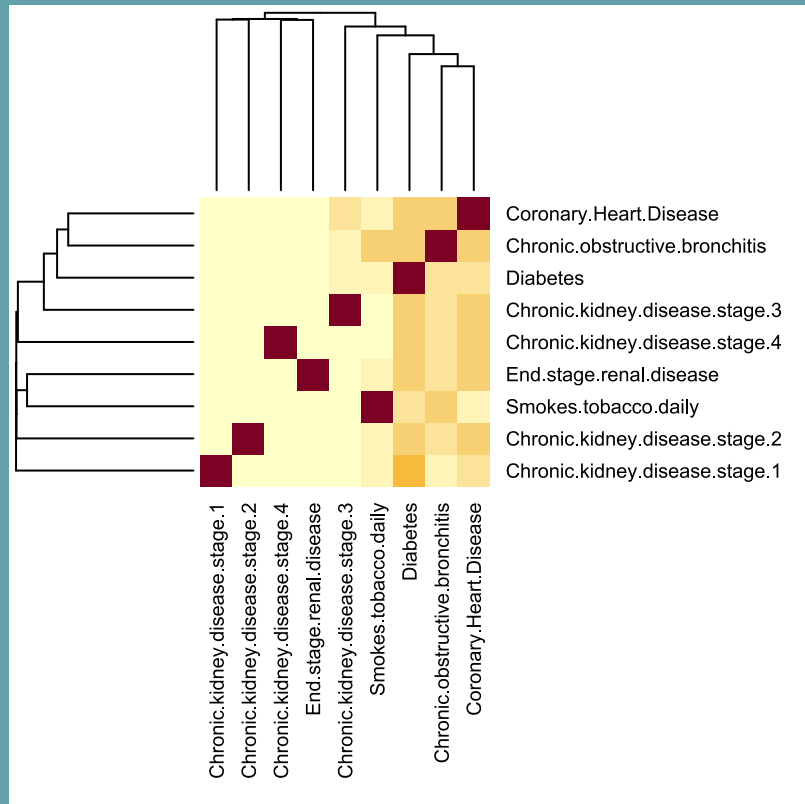 Coronary.Heart.Disease
Chronic.obstructive.bronchitis
Diabetes
Chronic.kidney.disease.stage.3
Chronic.kidney.disease.stage.4
End.stage.renal.disease
Smokes.tobacco.daily
Chronic.kidney.disease.stage.2
Chronic.kidney.disease.stage.1
Chronic.kidney.disease.stage.1
Chronic.kidney.disease.stage.2
Chronic.kidney.disease.stage.4
End.stage.renal.disease
Chronic.kidney.disease.stage.3
Smokes.tobacco.daily
Diabetes
Chronic.obstructive.bronchitis
Coronary.Heart.Disease